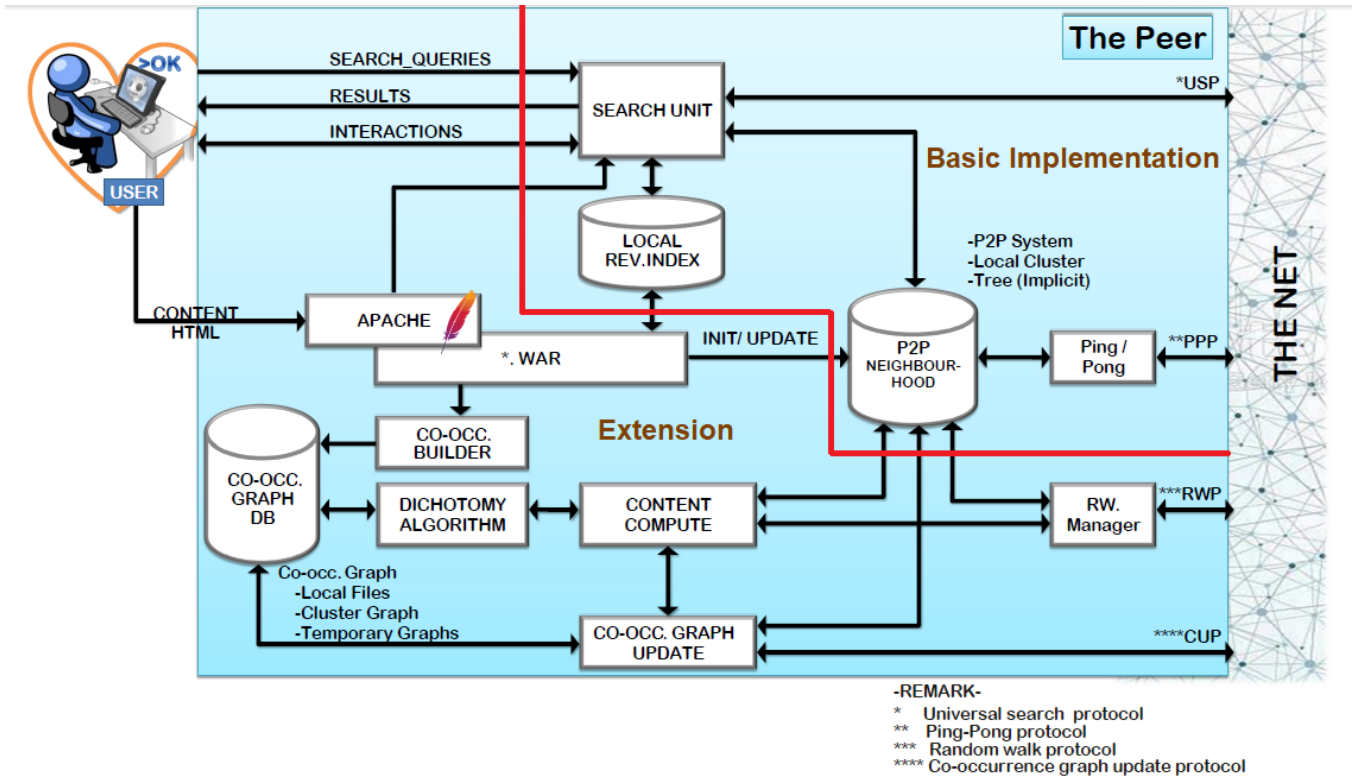 The Peer
>OK
SEARCH_QUERIES
RESULTS
INTERACTIONS
SEARCH UNIT
*USP
USER
Basic Implementation
LOCAL
REV.INDEX
-P2P System
-Local Cluster
-Tree (Implicit)
THE NET
CONTENT
HTML
APACHE
*. WAR
INIT/ UPDATE
P2P
NEIGHBOUR-
HOOD
Ping /
Pong
**PPP
Extension
CO-OCC.
BUILDER
CO-OCC.
GRAPH
DB
DICHOTOMY
ALGORITHM
CONTENT
COMPUTE
RW.
Manager
***RWP
Co-occ. Graph
-Local Files
-Cluster Graph
-Temporary Graphs
CO-OCC. GRAPH
UPDATE
****CUP
-REMARK-
* Universal search protocol
** Ping-Pong protocol
*** Random walk protocol
**** Co-occurrence graph update protocol